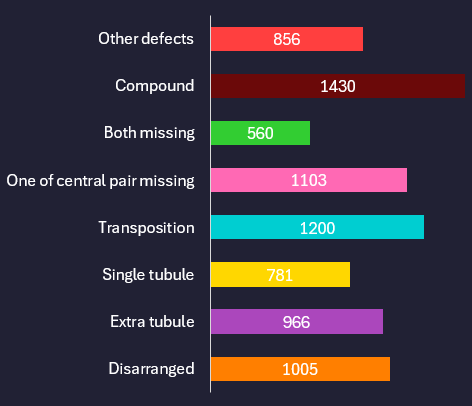 Other defects 856
Compound 1430
Both missing 560
One of central pair missing 1103
Transposition 1200
Single tubule 781
Extra tubule 966
Disarranged 1005